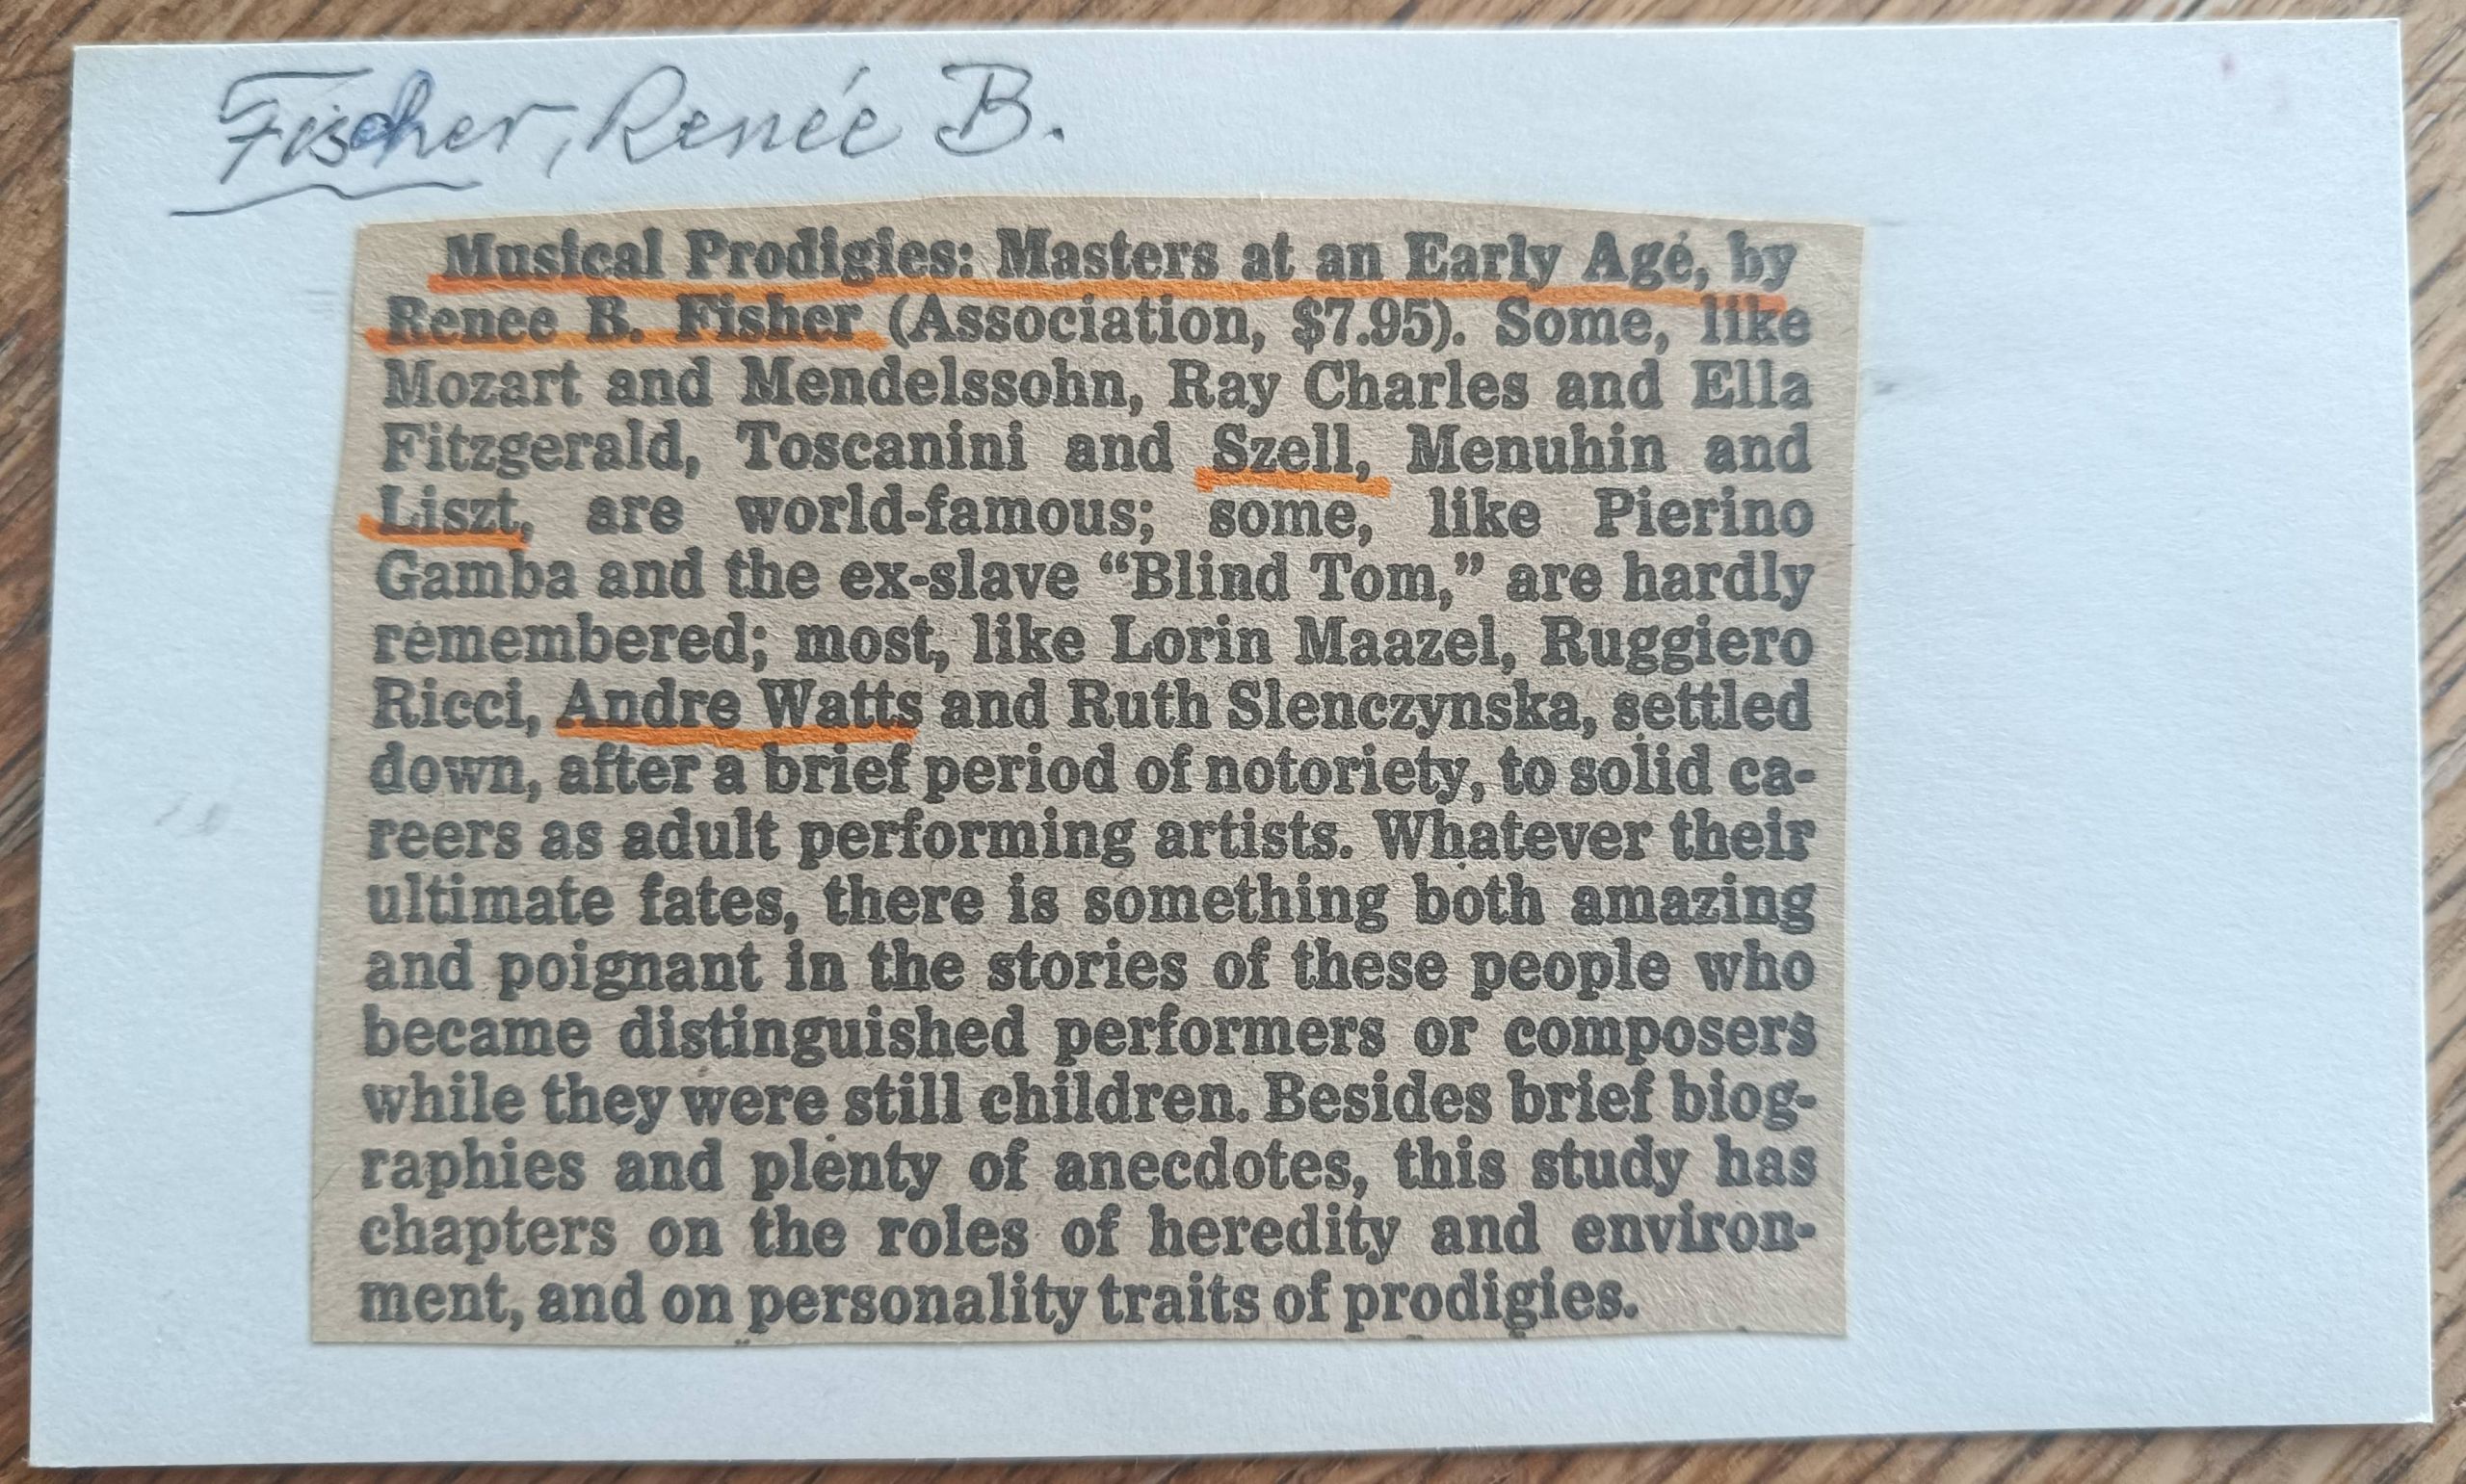 Fischer, Renée B.
Musical Prodigies: Masters at an Early Age, by
Renee B. Fisher (Association, $7.95). Some, like
Mozart and Mendelssohn, Ray Charles and Ella
Fitzgerald, Toscanini and Szell, Menuhin and
Liszt, are world-famous; some, like Pierino
Gamba and the ex-slave “Blind Tom,” are hardly
remembered; most, like Lorin Maazel, Ruggiero
Ricci, Andre Watts and Ruth Slenczynska, settled
down, after a brief period of notoriety, to solid ca-
reers as adult performing artists. Whatever their
ultimate fates, there is something both amazing
and poignant in the stories of these people who
became distinguished performers or composers
while they were still children. Besides brief biog-
raphies and plenty of anecdotes, this study has
chapters on the roles of heredity and environ-
ment, and on personality traits of prodigies.